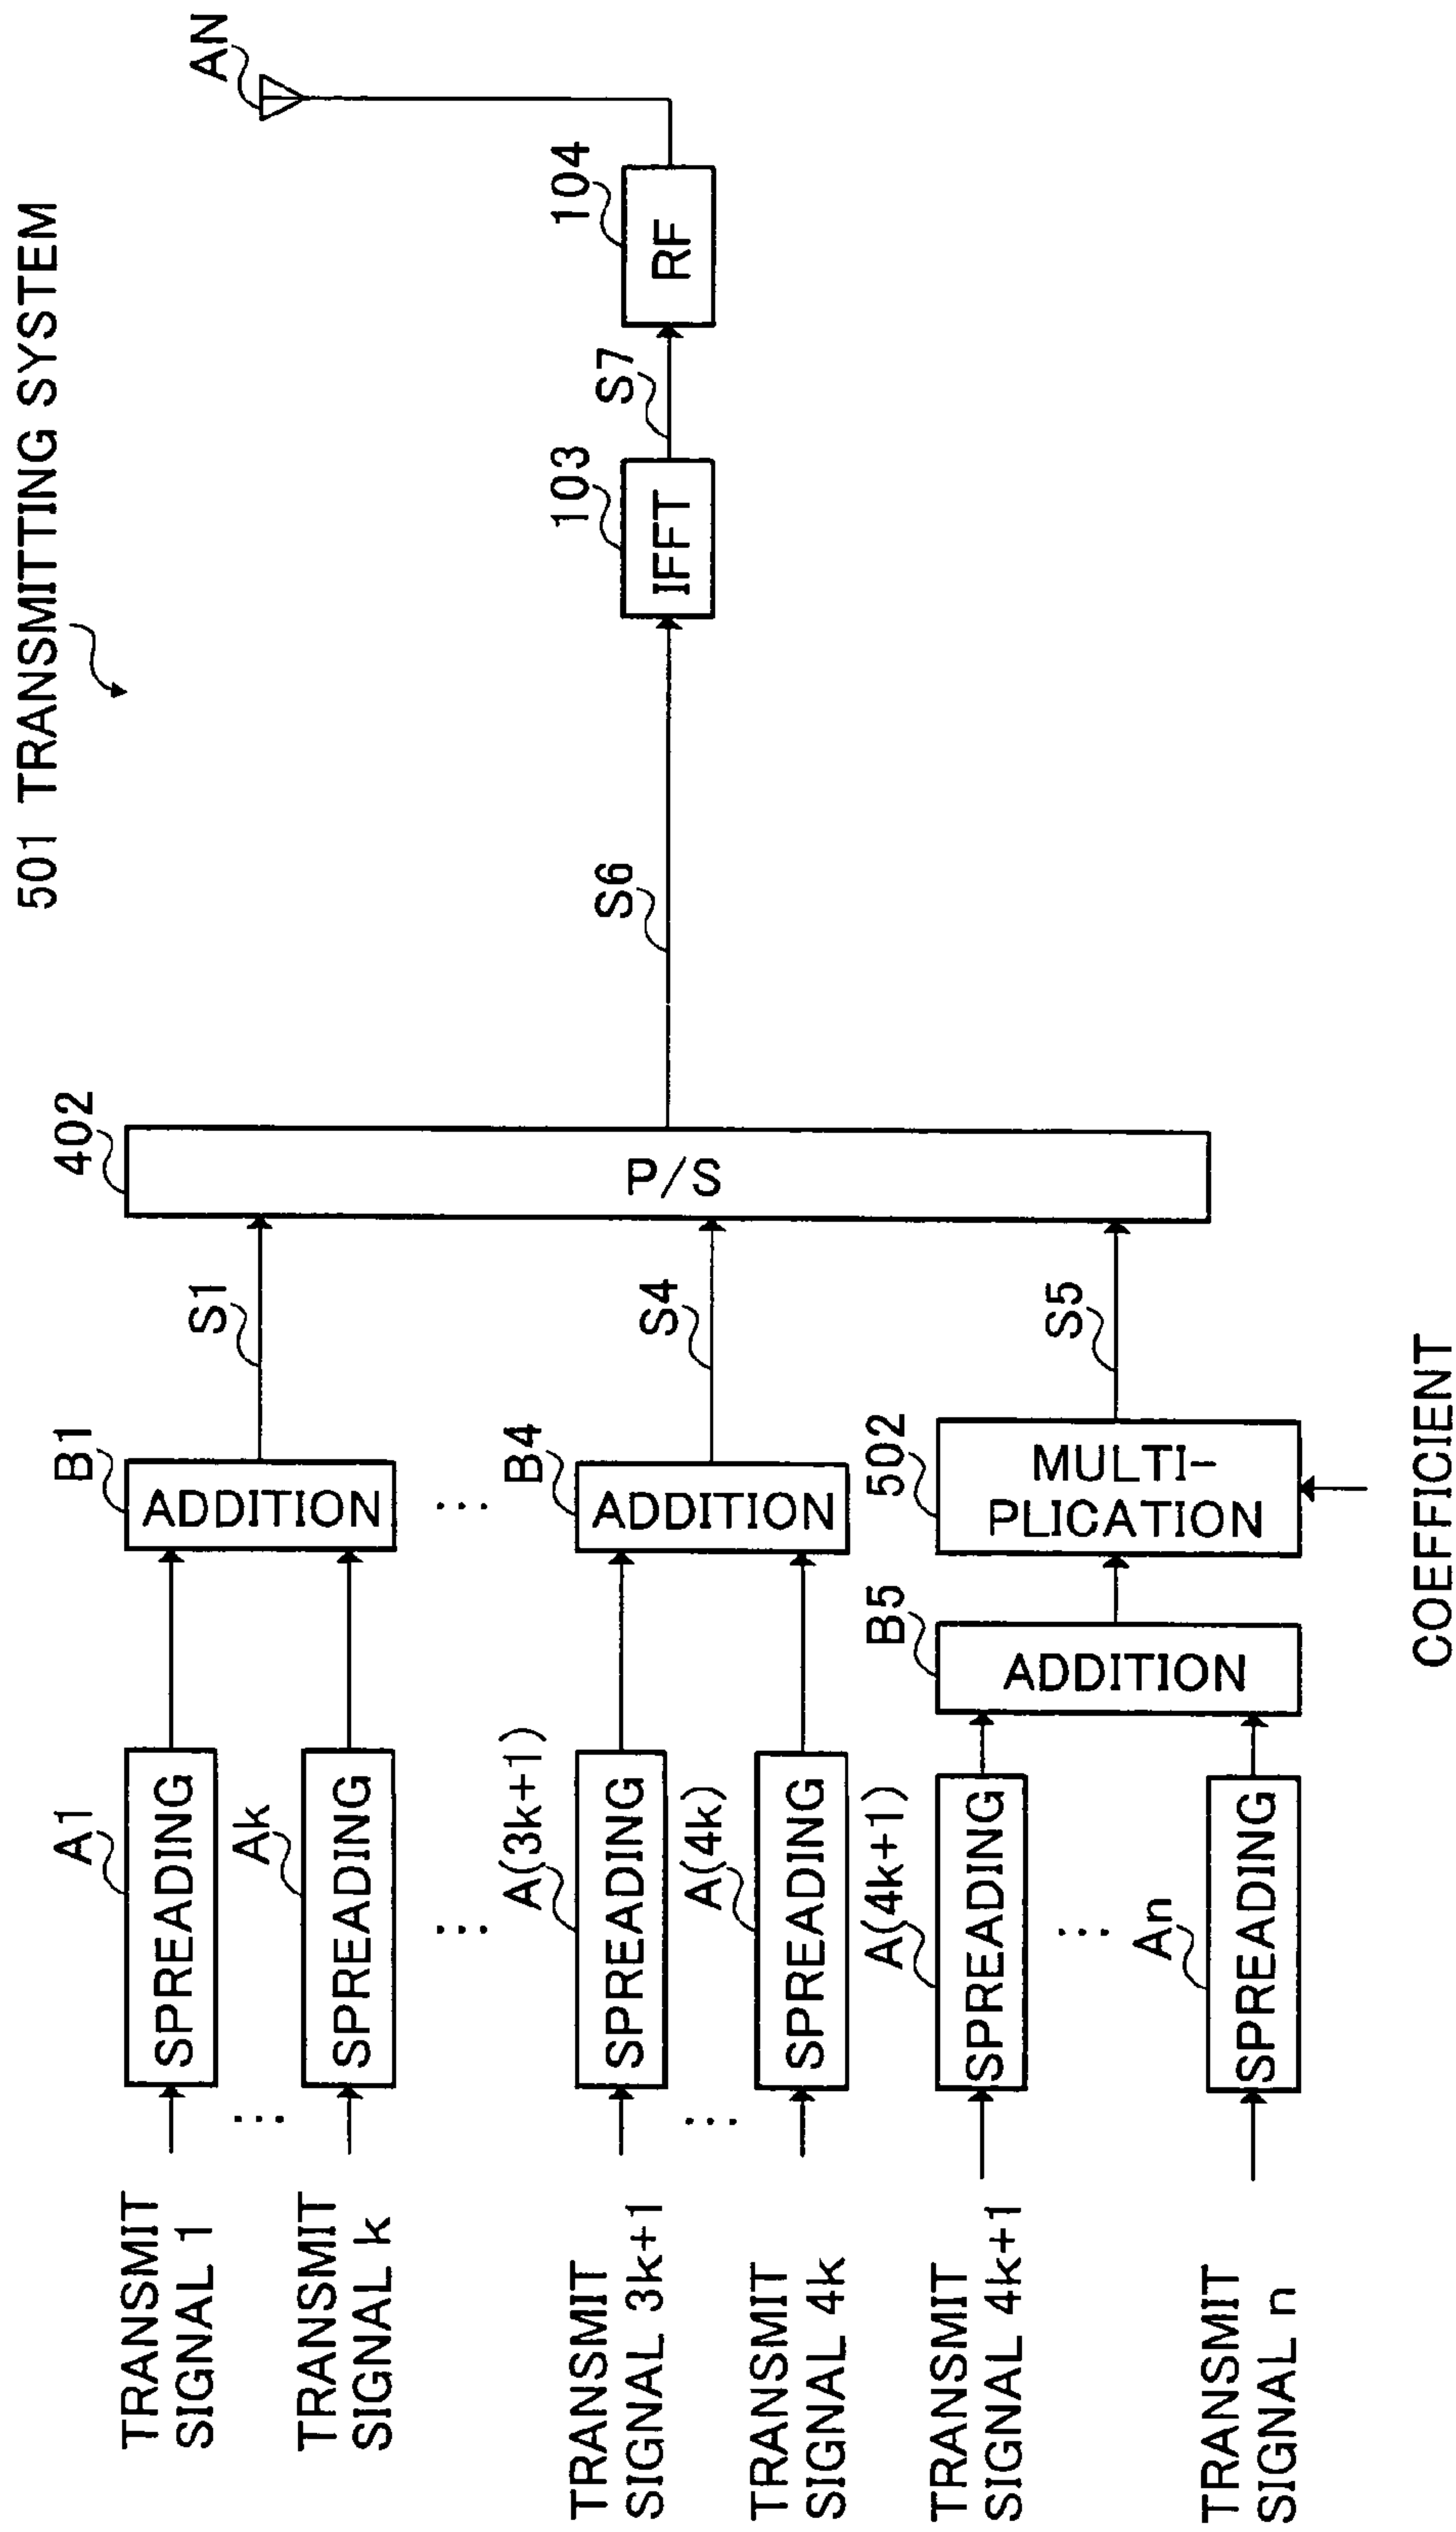 501 TRANSMITTING SYSTEM
TRANSMIT
SIGNAL 1
A1
SPREADING
...
TRANSMIT
SIGNAL k
Ak
SPREADING
B1
ADDITION
S1
...
...
TRANSMIT
SIGNAL 3k+1
A(3k+1)
SPREADING
...
TRANSMIT
SIGNAL 4k
A(4k)
SPREADING
B4
ADDITION
S4
TRANSMIT
SIGNAL 4k+1
A(4k+1)
SPREADING
...
TRANSMIT
SIGNAL n
An
SPREADING
B5
ADDITION
502
MULTI-
PLICATION
COEFFICIENT
S5
402
P/S
S6
103
IFFT
S7
104
RF
AN